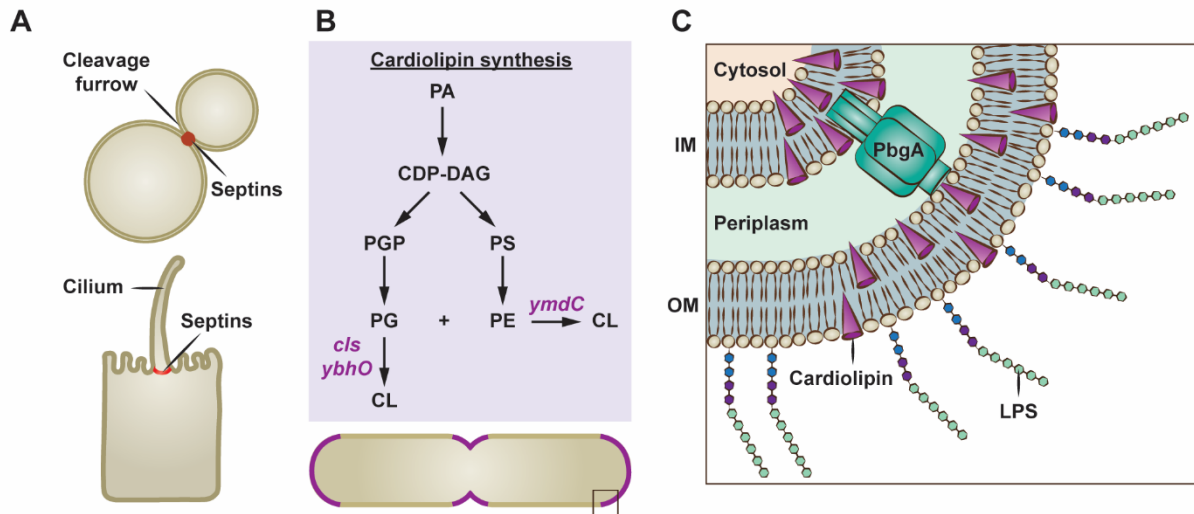 A
Cleavage
furrow
Septins
Cilium
Septins
B
Cardiolipin synthesis
PA
CDP-DAG
PGP PS
PG + PE ymdC CL
cls
ybhO
CL
C
Cytosol
IM
PbgA
Periplasm
OM
Cardiolipin
LPS